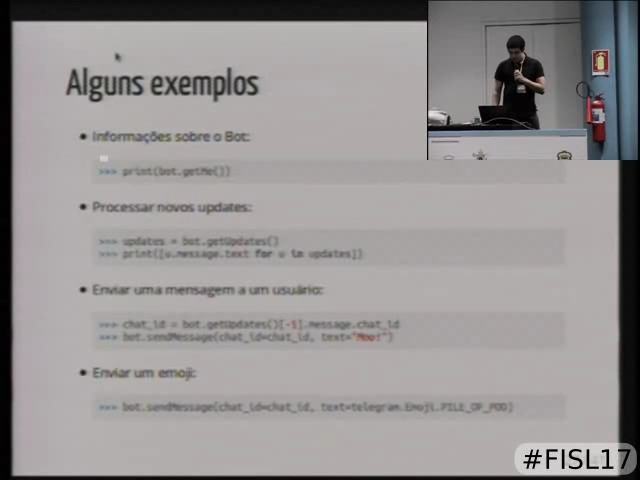 Alguns exemplos
• Informações sobre o Bot:
>>> print(bot.getMe())
• Processar novos updates:
>>> updates = bot.getUpdates()
>>> print([u.message.text for u in updates])
• Enviar uma mensagem a um usuário:
>>> chat_id = bot.getUpdates()[-1].message.chat_id
>>> bot.sendMessage(chat_id=chat_id, text="Moo!")
• Enviar um emoji:
>>> bot.sendMessage(chat_id=chat_id, text=telegram.Emoji.PILE_OF_POO)
#FISL17